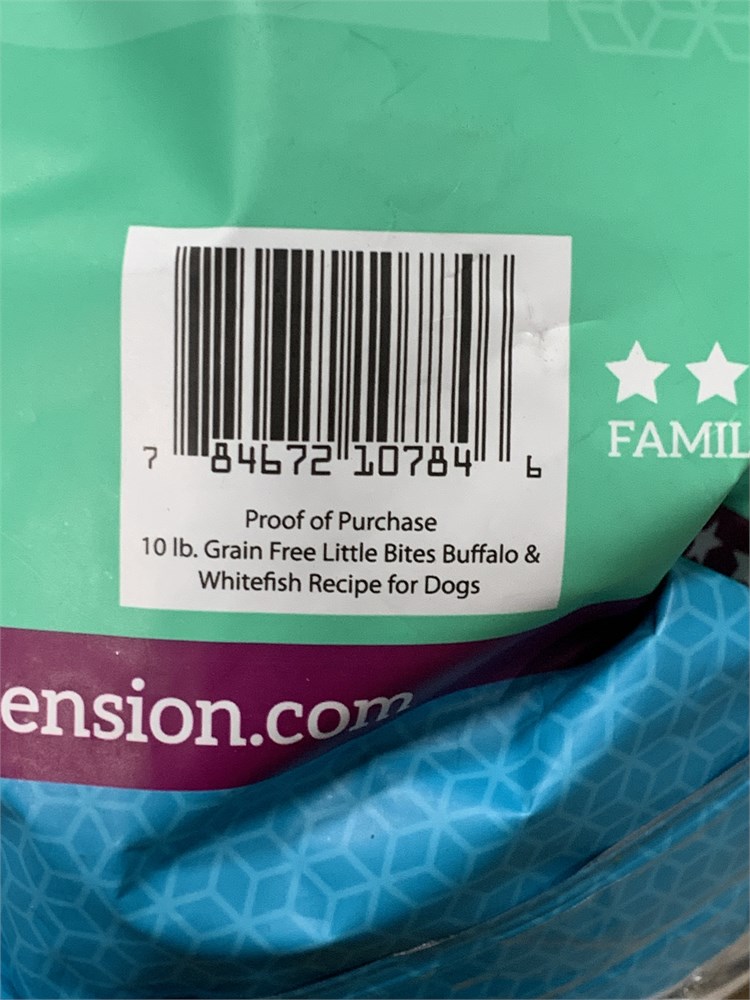 7 84672 10784 6
FAMIL
Proof of Purchase
10 lb. Grain Free Little Bites Buffalo &
Whitefish Recipe for Dogs
ension.com